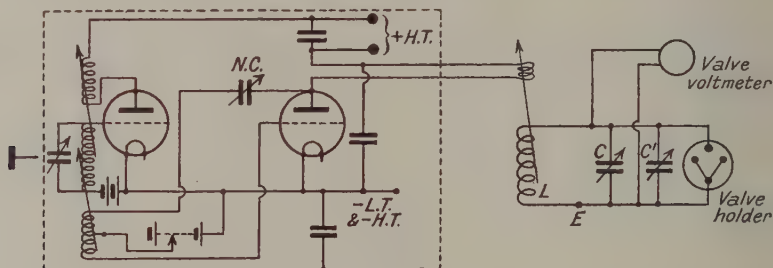 +H.T.
N.C.
Valve
voltmeter
C
C'
L
E
-L.T.
&-H.T.
Valve
holder